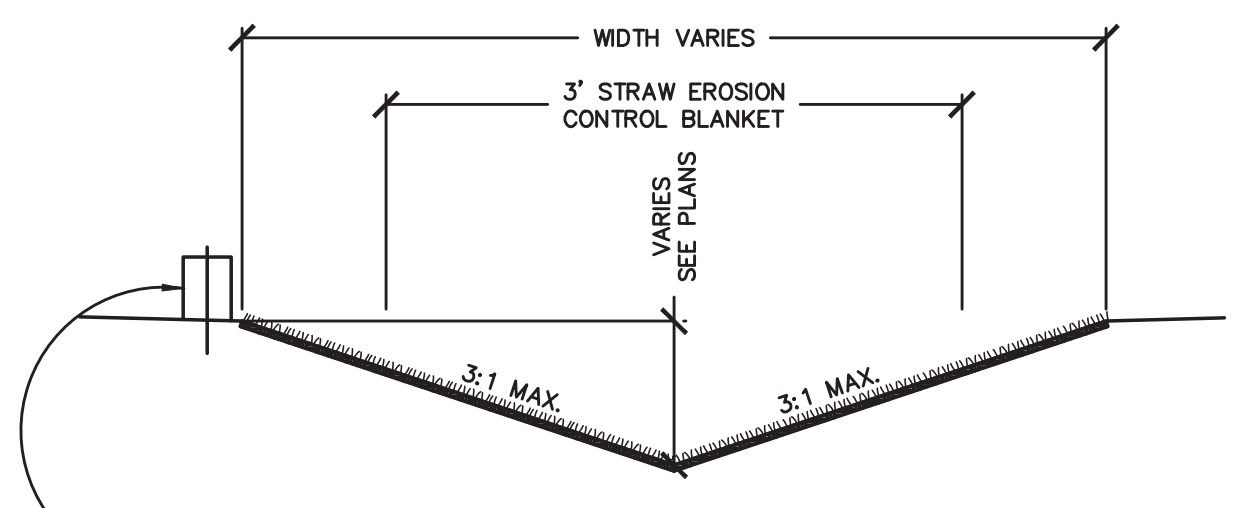 WIDTH VARIES
3' STRAW EROSION
CONTROL BLANKET
VARIES
SEE PLANS
3:1 MAX.
3:1 MAX.